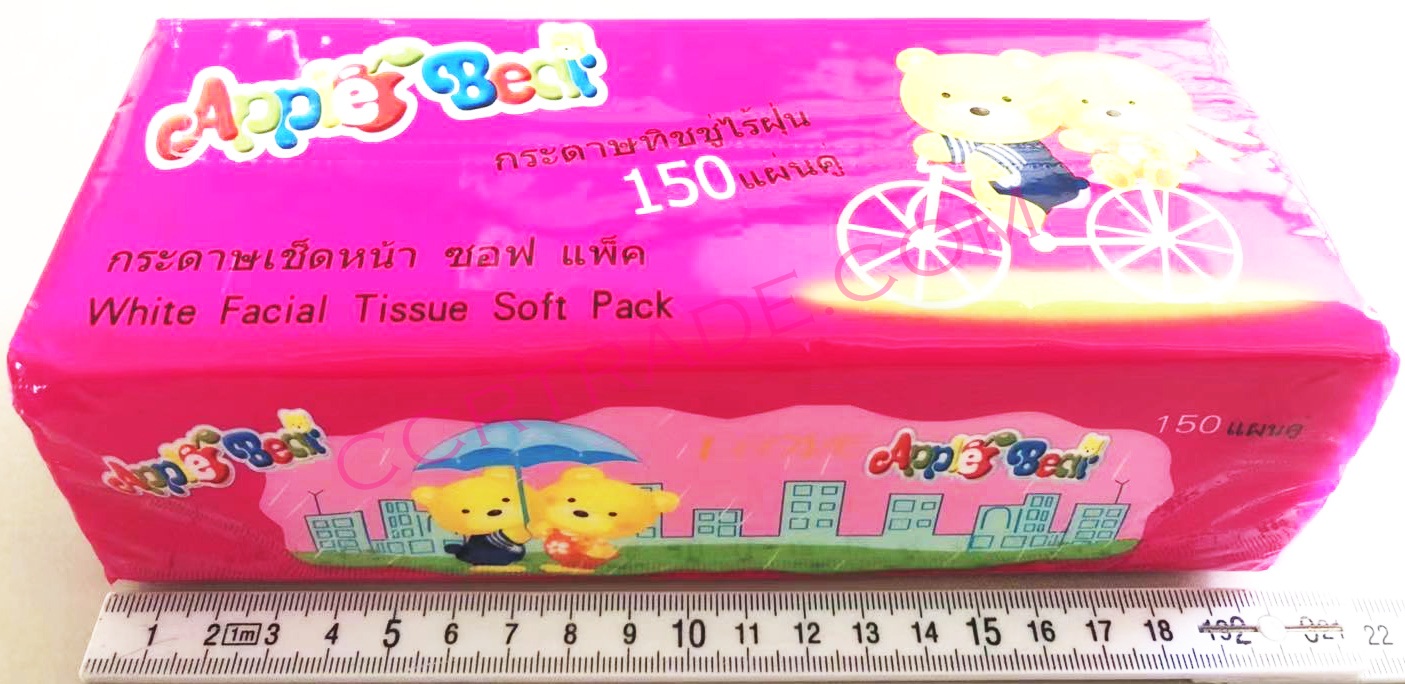 Apple Bear
กระดาษทิชชู่ไร้ฝุ่น
150 แผ่นคู่
กระดาษเช็ดหน้า ซอฟ แพ็ค
White Facial Tissue Soft Pack
CCRTRADE.COM
Apple Bear
Apple Bear
150 แผ่นคู่
1 2 1m 3 4 5 6 7 8 9 10 11 12 13 14 15 16 17 18 22